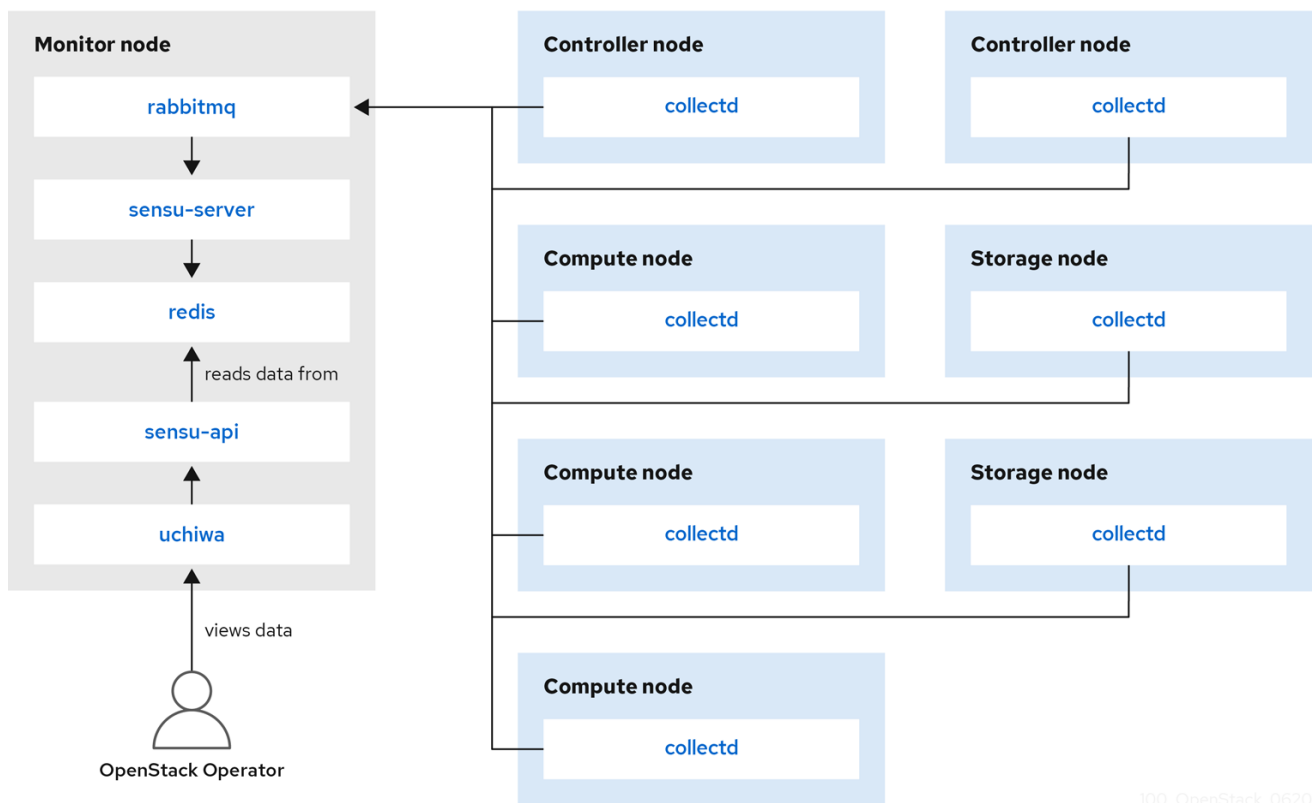 Monitor node
rabbitmq
sensu-server
redis
reads data from
sensu-api
uchiwa
views data
OpenStack Operator
Controller node
collectd
Controller node
collectd
Compute node
collectd
Storage node
collectd
Compute node
collectd
Storage node
collectd
Compute node
collectd
100_OpenStack_0620